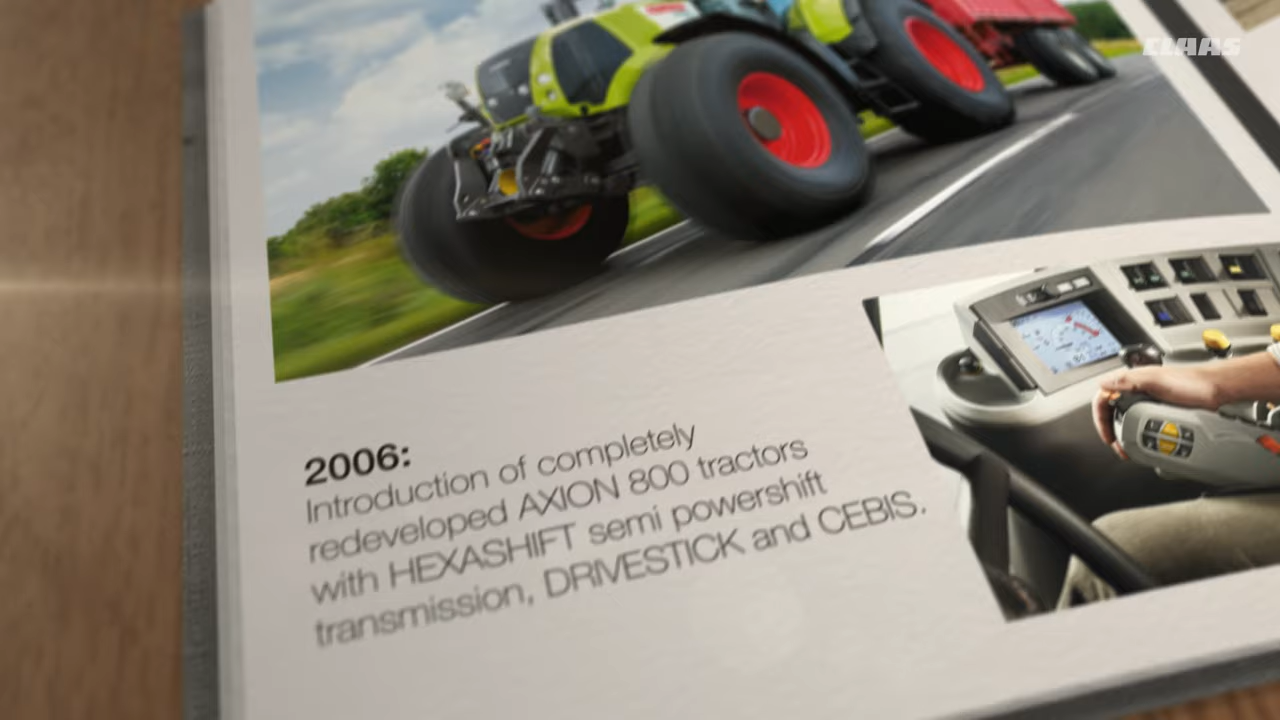 CLAAS
2006:
Introduction of completely
redeveloped AXION 800 tractors
with HEXASHIFT semi powershift
transmission, DRIVESTICK and CEBIS.